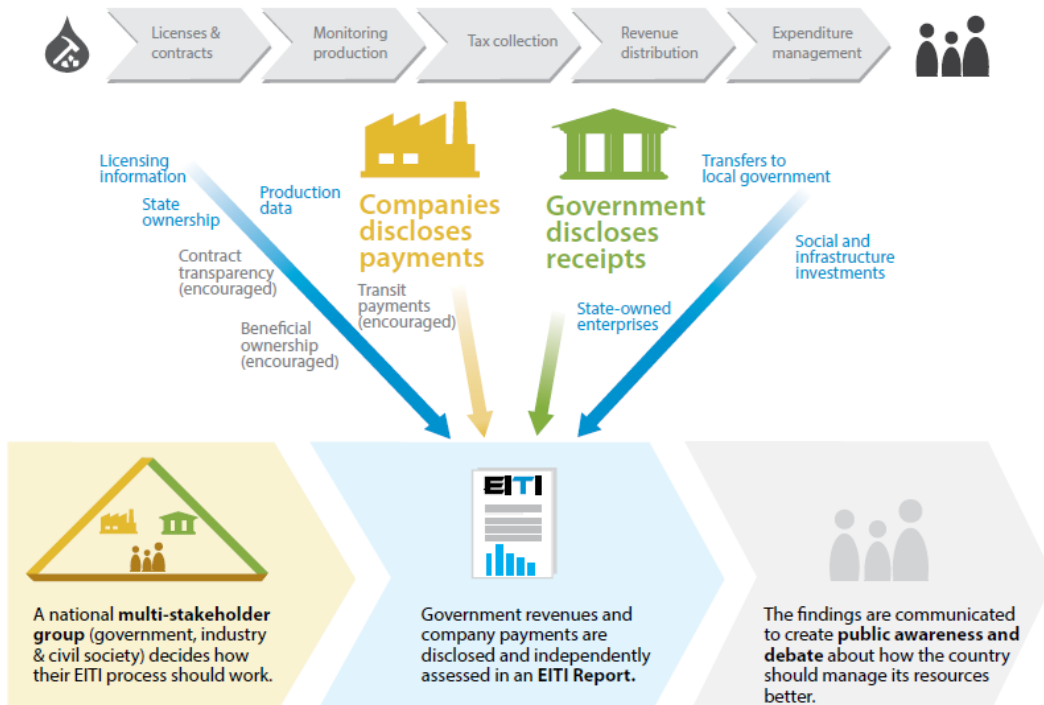 Licenses &
contracts
Monitoring
production
Tax collection
Revenue
distribution
Expenditure
management
Licensing
information
State
ownership
Production
data
Contract
transparency
(encouraged)
Beneficial
ownership
(encouraged)
Companies
discloses
payments
Transit
payments
(encouraged)
Government
discloses
receipts
State-owned
enterprises
Transfers to
local government
Social and
infrastructure
investments
A national multi-stakeholder
group (government, industry
& civil society) decides how
their EITI process should work.
EITI
Government revenues and
company payments are
disclosed and independently
assessed in an EITI Report.
The findings are communicated
to create public awareness and
debate about how the country
should manage its resources
better.